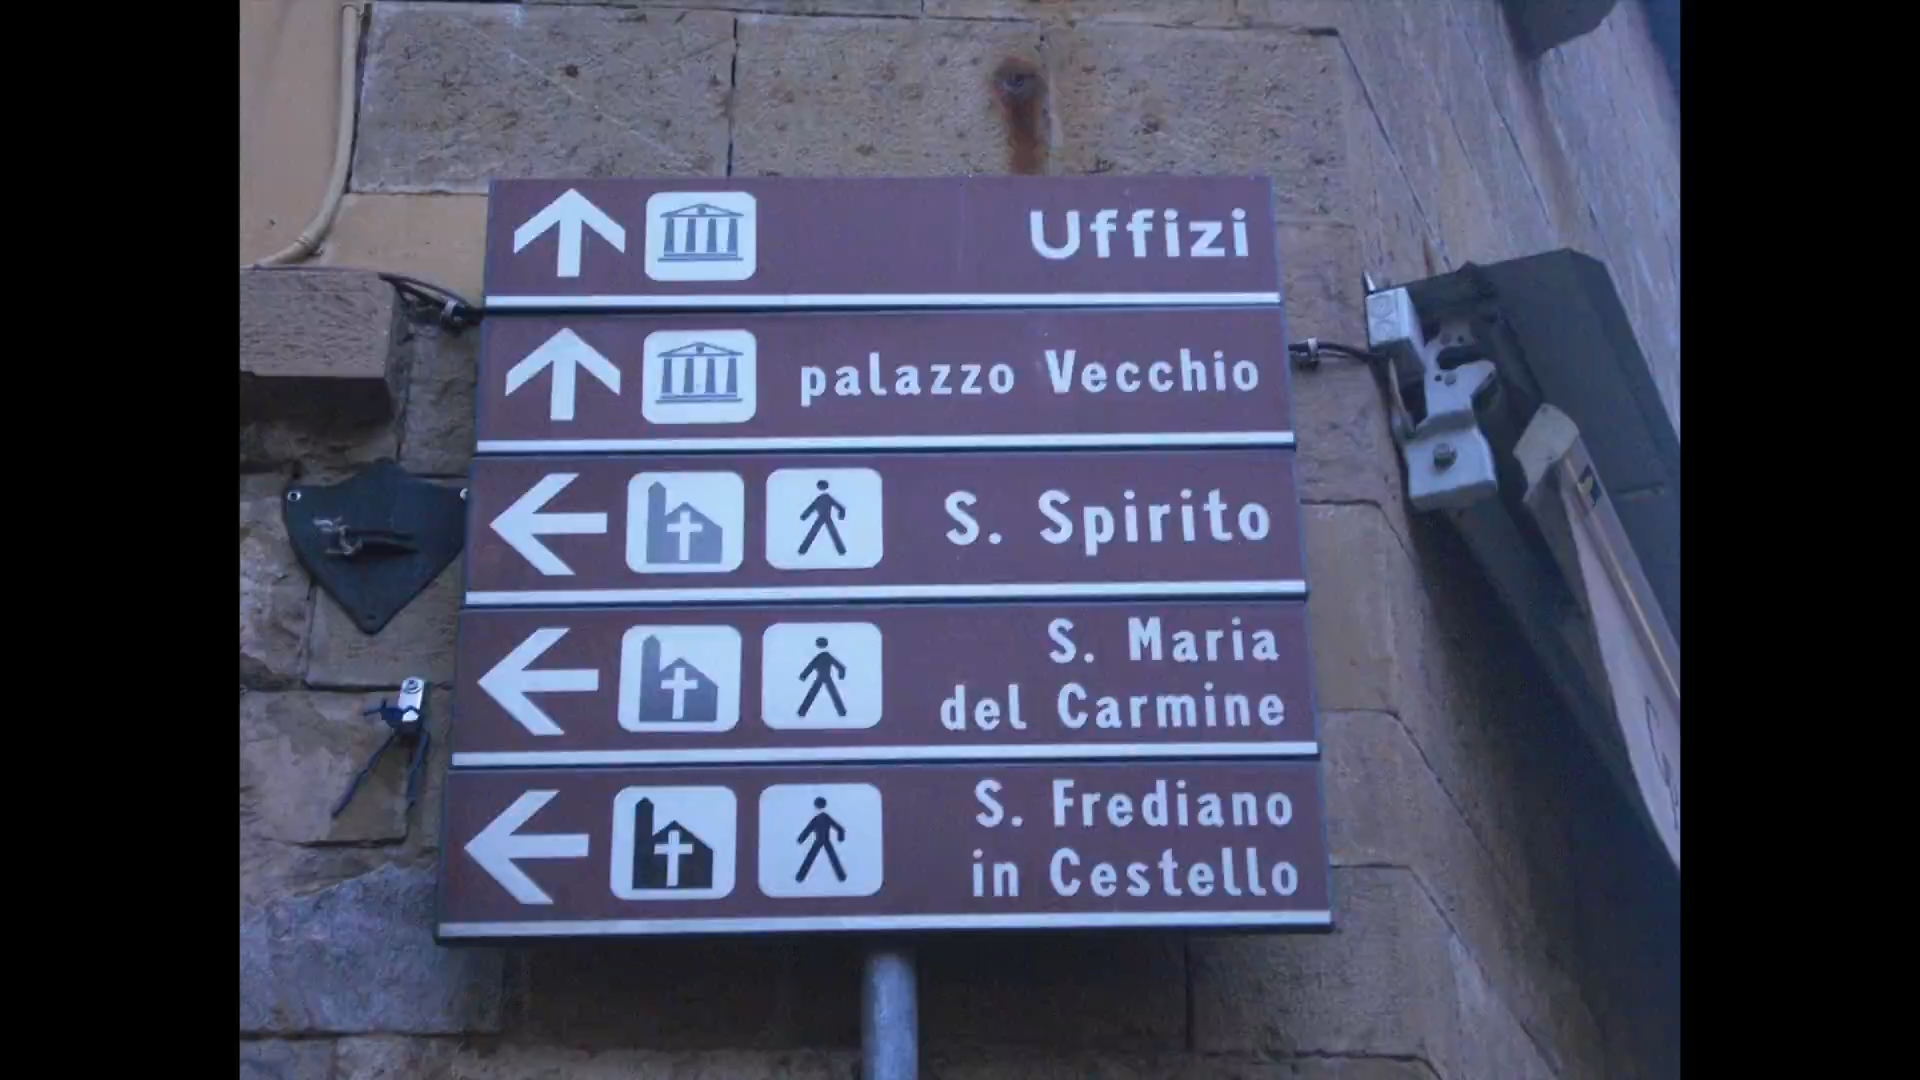 Uffizi
palazzo Vecchio
S. Spirito
S. Maria
del Carmine
S. Frediano
in Cestello